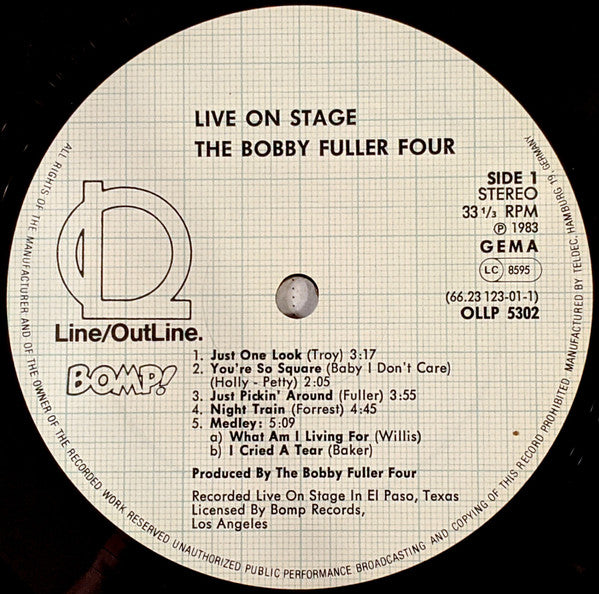 LIVE ON STAGE
THE BOBBY FULLER FOUR
SIDE 1
STEREO
33 1/3 RPM
Ⓟ 1983
GEMA
LC 8595
(66.23 123-01-1)
OLLP 5302
Line/OutLine.
BOMP!
1. Just One Look (Troy) 3:17
2. You're So Square (Baby I Don't Care)
(Holly - Petty) 2:05
3. Just Pickin' Around (Fuller) 3:55
4. Night Train (Forrest) 4:45
5. Medley: 5:09
a) What Am I Living For (Willis)
b) I Cried A Tear (Baker)
Produced By The Bobby Fuller Four
Recorded Live On Stage In El Paso, Texas
Licensed By Bomp Records,
Los Angeles
ALL RIGHTS OF THE MANUFACTURER AND OF THE OWNER OF THE RECORDED WORK RESERVED UNAUTHORIZED PUBLIC PERFORMANCE BROADCASTING AND COPYING OF THIS RECORD PROHIBITED MANUFACTURED BY TELDEC, HAMBURG 19, GERMANY